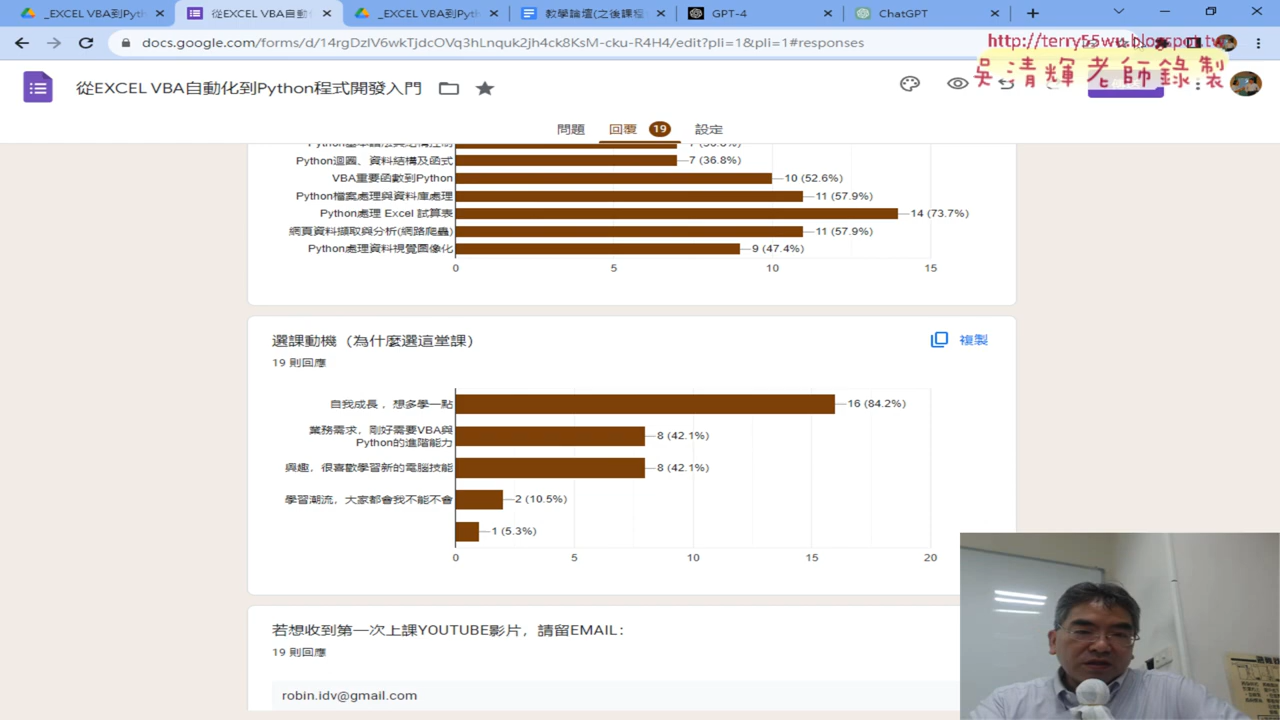 _EXCEL VBA到Pyth
從EXCEL VBA自動
_EXCEL VBA到Pyth
教學論壇(之後課程
GPT-4
ChatGPT
docs.google.com/forms/d/14rgDzIV6wkTjdcOVq3hLnquk2jh4ck8KsM-cku-R4H4/edit?pli=1&pli=1#responses
http://terry55wu.blogspot.tw
吳清輝老師錄製
從EXCEL VBA自動化到Python程式開發入門
問題
回覆 19
設定
Python迴圈、資料結構及函式 7 (36.8%)
VBA重要函數到Python 10 (52.6%)
Python檔案處理與資料庫處理 11 (57.9%)
Python處理 Excel 試算表 14 (73.7%)
網頁資料擷取與分析(網路爬蟲) 11 (57.9%)
Python處理資料視覺圖像化 9 (47.4%)
0 5 10 15
選課動機（為什麼選這堂課）
複製
19 則回應
自我成長，想多學一點 16 (84.2%)
業務需求，剛好需要VBA與
Python的進階能力 8 (42.1%)
興趣，很喜歡學習新的電腦技能 8 (42.1%)
學習潮流，大家都會我不能不會 2 (10.5%)
1 (5.3%)
0 5 10 15 20
若想收到第一次上課YOUTUBE影片，請留EMAIL：
19 則回應
robin.idv@gmail.com